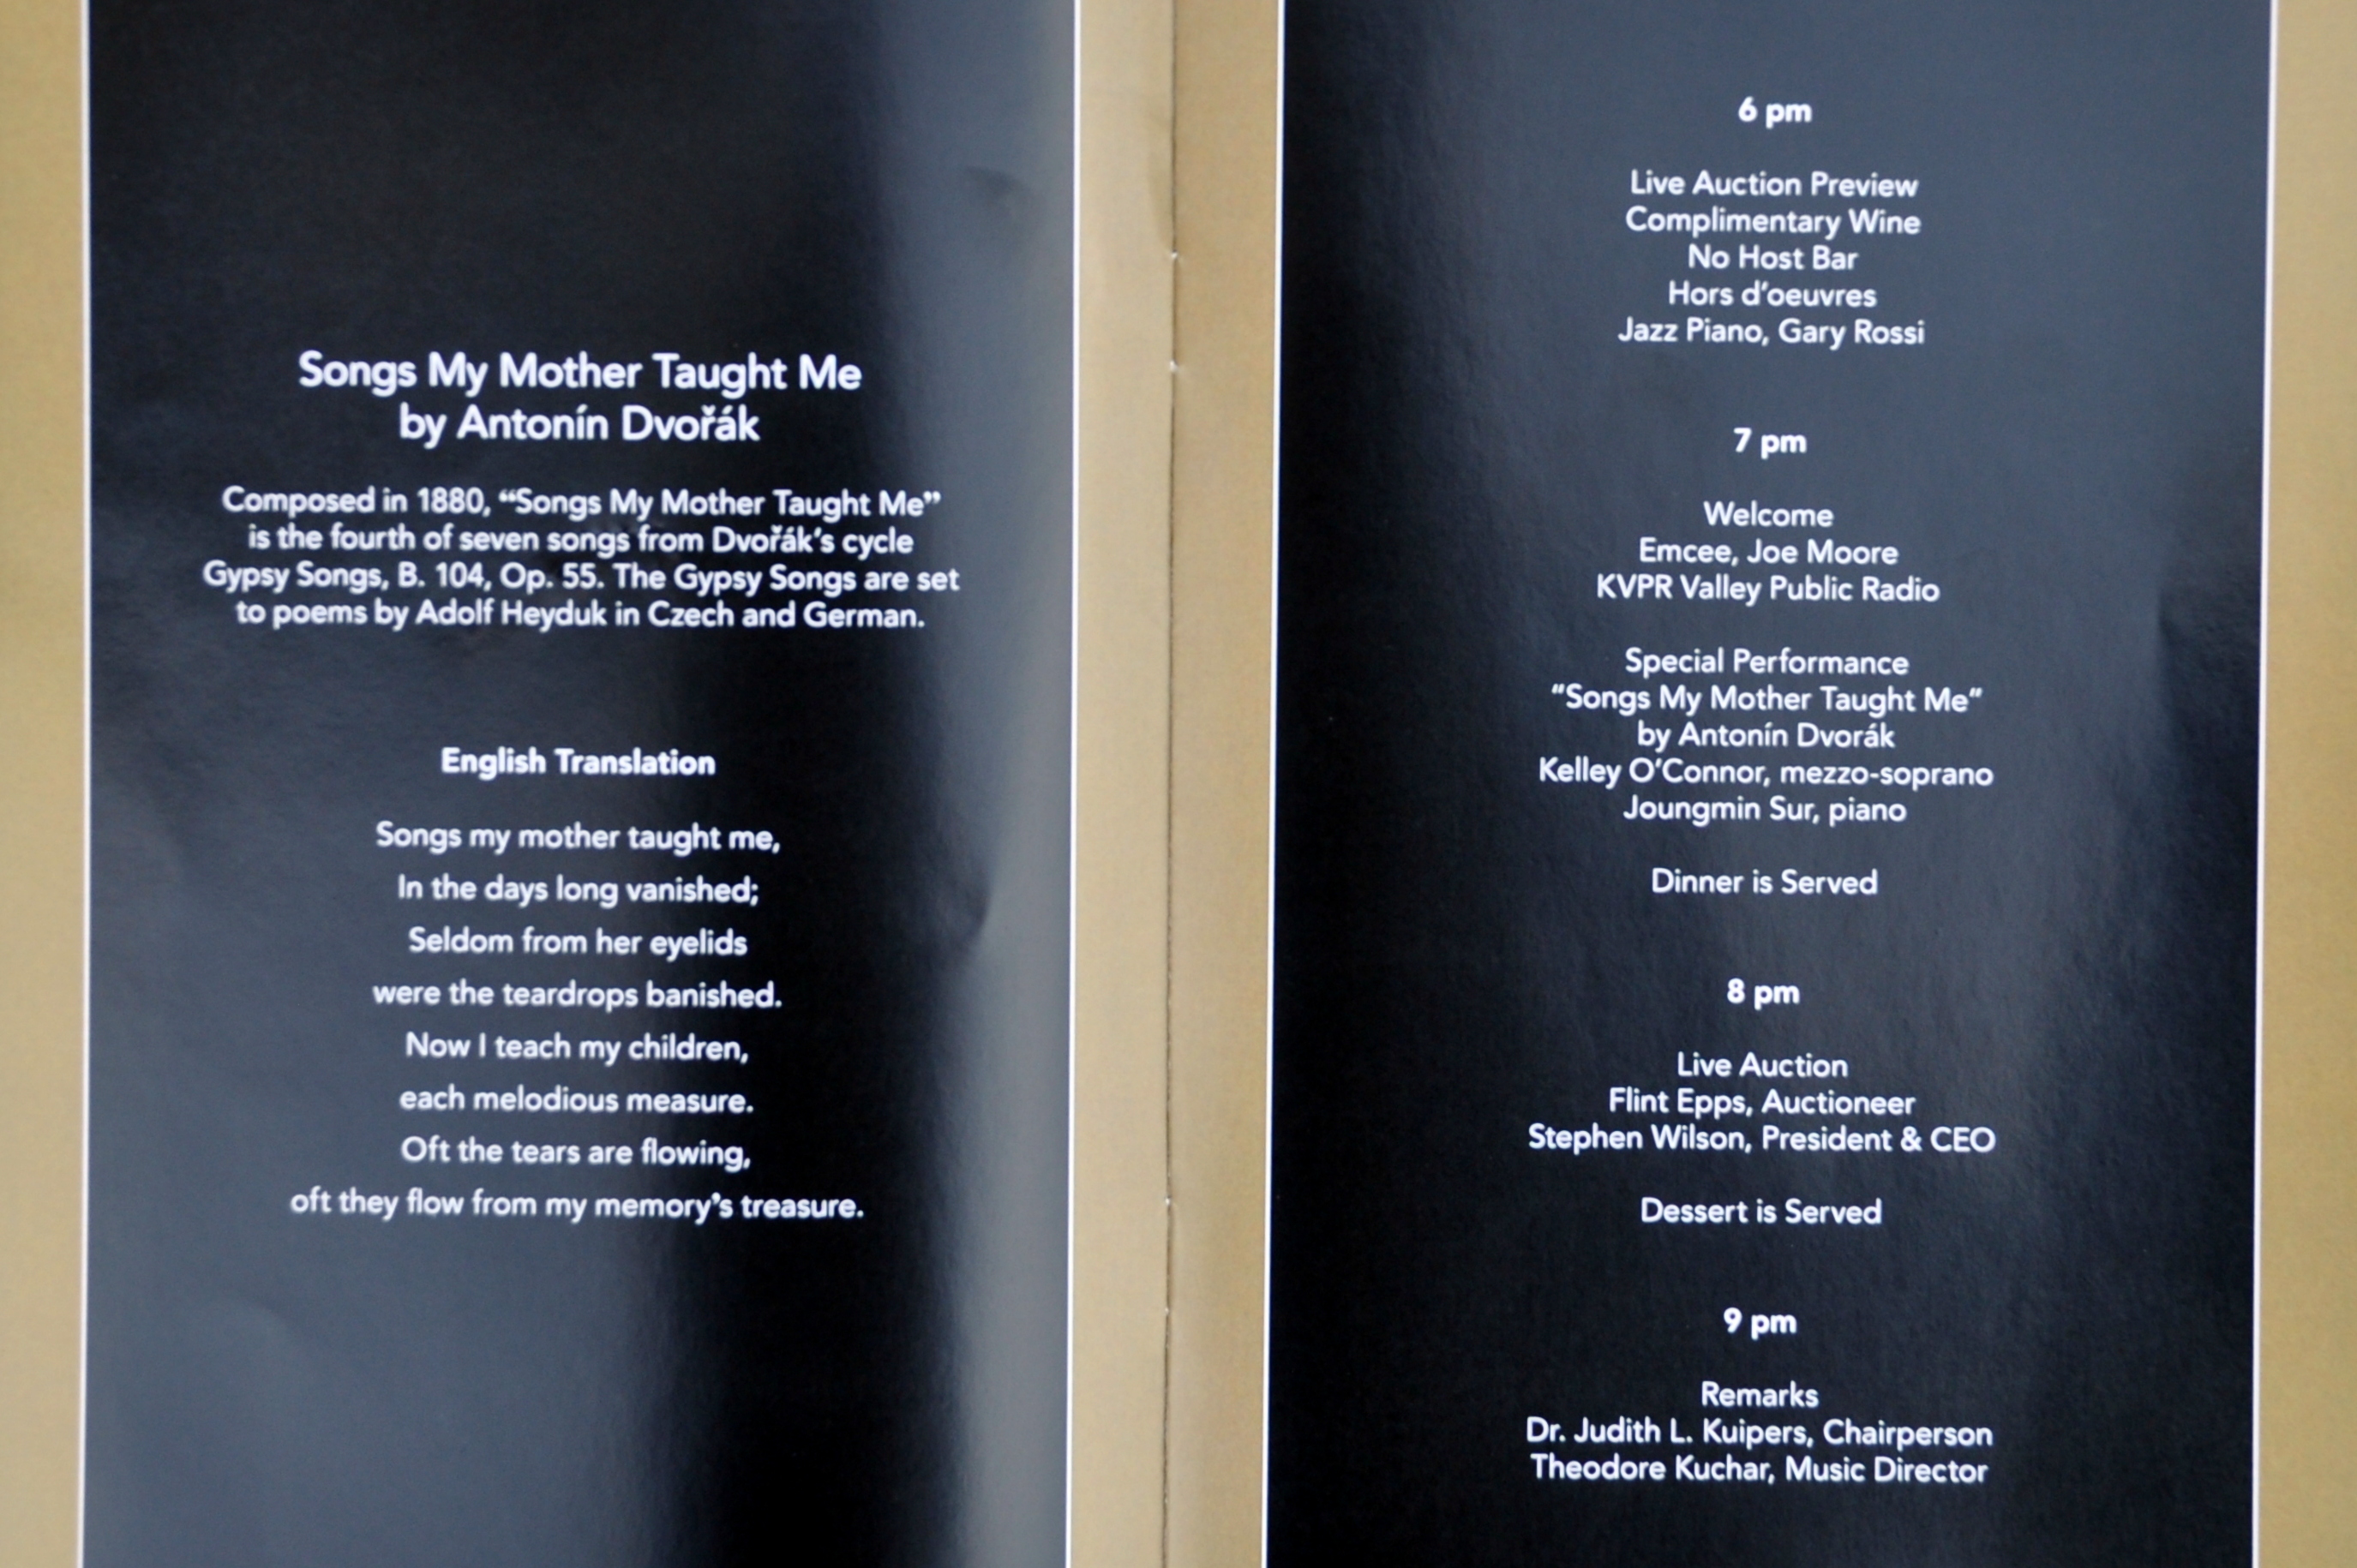 Songs My Mother Taught Me
by Antonín Dvořák
Composed in 1880, “Songs My Mother Taught Me”
is the fourth of seven songs from Dvořák’s cycle
Gypsy Songs, B. 104, Op. 55. The Gypsy Songs are set
to poems by Adolf Heyduk in Czech and German.
English Translation
Songs my mother taught me,
In the days long vanished;
Seldom from her eyelids
were the teardrops banished.
Now I teach my children,
each melodious measure.
Oft the tears are flowing,
oft they flow from my memory’s treasure.
6 pm
Live Auction Preview
Complimentary Wine
No Host Bar
Hors d’oeuvres
Jazz Piano, Gary Rossi
7 pm
Welcome
Emcee, Joe Moore
KVPR Valley Public Radio
Special Performance
“Songs My Mother Taught Me”
by Antonín Dvorák
Kelley O’Connor, mezzo-soprano
Joungmin Sur, piano
Dinner is Served
8 pm
Live Auction
Flint Epps, Auctioneer
Stephen Wilson, President & CEO
Dessert is Served
9 pm
Remarks
Dr. Judith L. Kuipers, Chairperson
Theodore Kuchar, Music Director